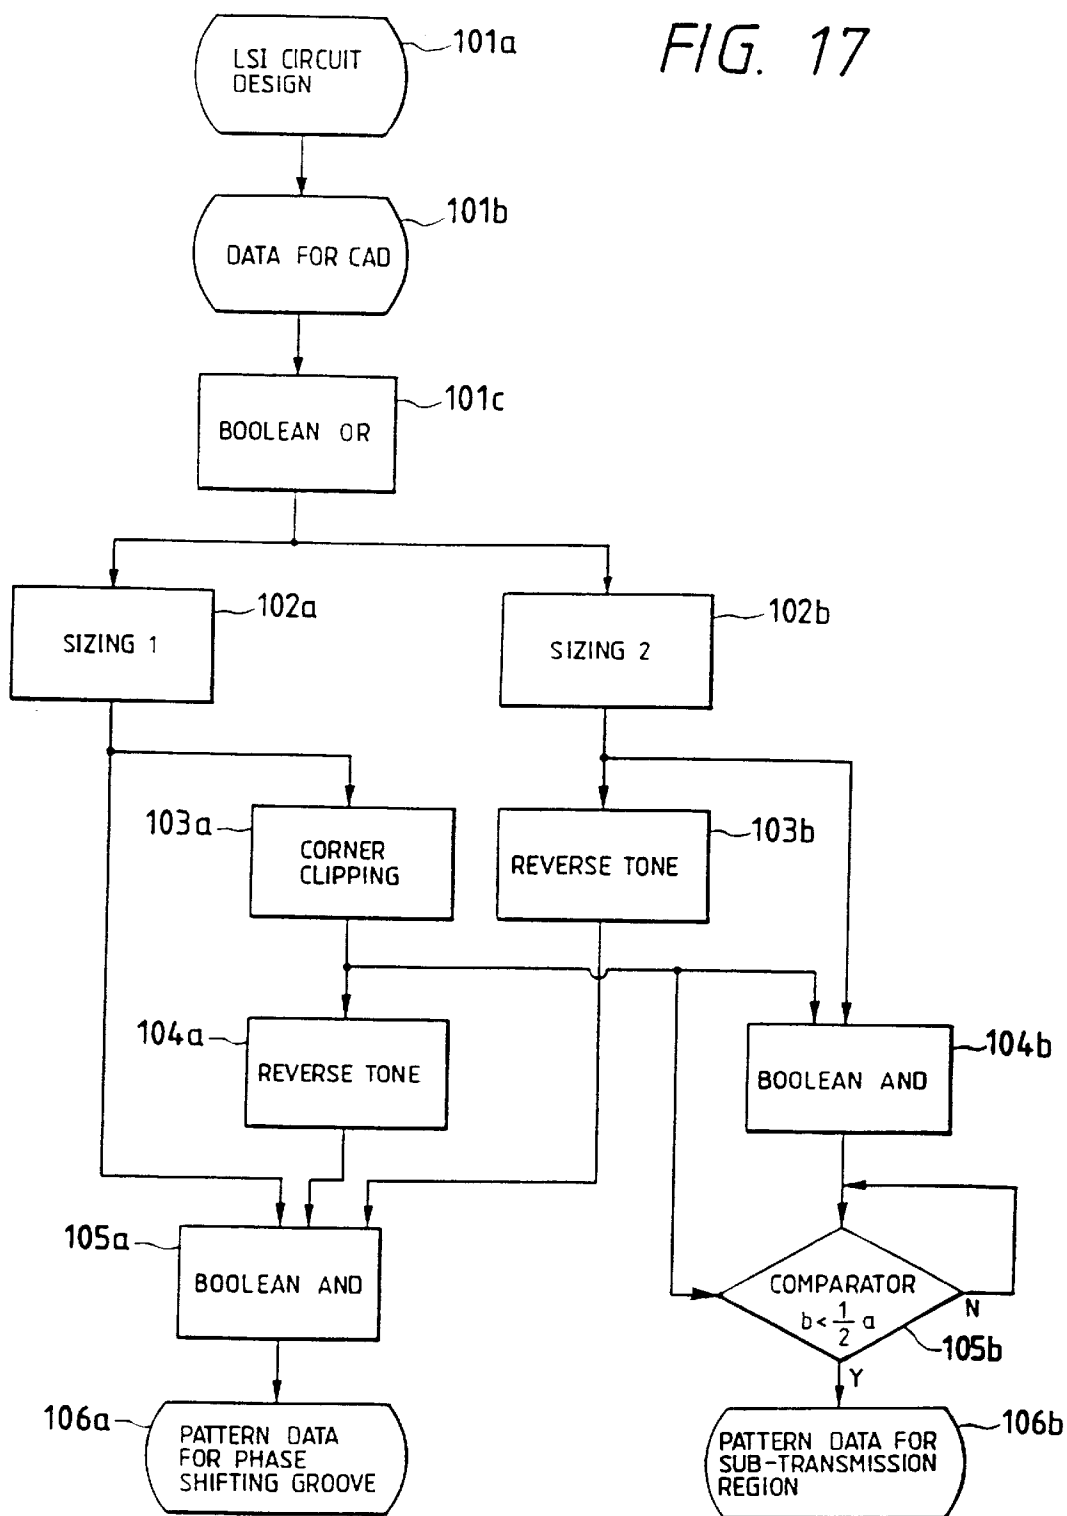 FIG. 17
101a
LSI CIRCUIT
DESIGN
101b
DATA FOR CAD
101c
BOOLEAN OR
102a
SIZING 1
102b
SIZING 2
103a
CORNER
CLIPPING
103b
REVERSE TONE
104a
REVERSE TONE
104b
BOOLEAN AND
105a
BOOLEAN AND
COMPARATOR
b < 1/2 a
N
105b
Y
106a
PATTERN DATA
FOR PHASE
SHIFTING GROOVE
106b
PATTERN DATA FOR
SUB-TRANSMISSION
REGION